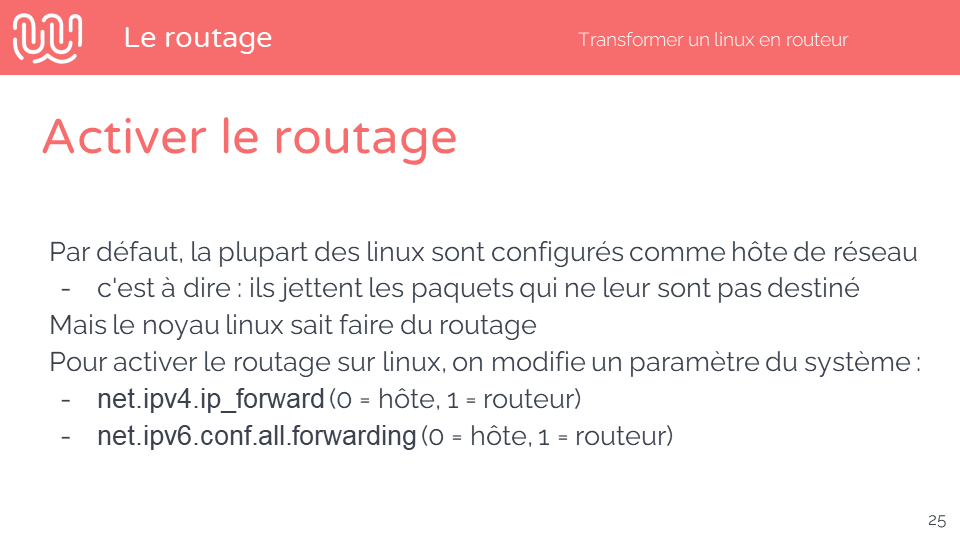 Le routage
Transformer un linux en routeur
Activer le routage
Par défaut, la plupart des linux sont configurés comme hôte de réseau
- c'est à dire : ils jettent les paquets qui ne leur sont pas destiné
Mais le noyau linux sait faire du routage
Pour activer le routage sur linux, on modifie un paramètre du système :
- net.ipv4.ip_forward (0 = hôte, 1 = routeur)
- net.ipv6.conf.all.forwarding (0 = hôte, 1 = routeur)
25